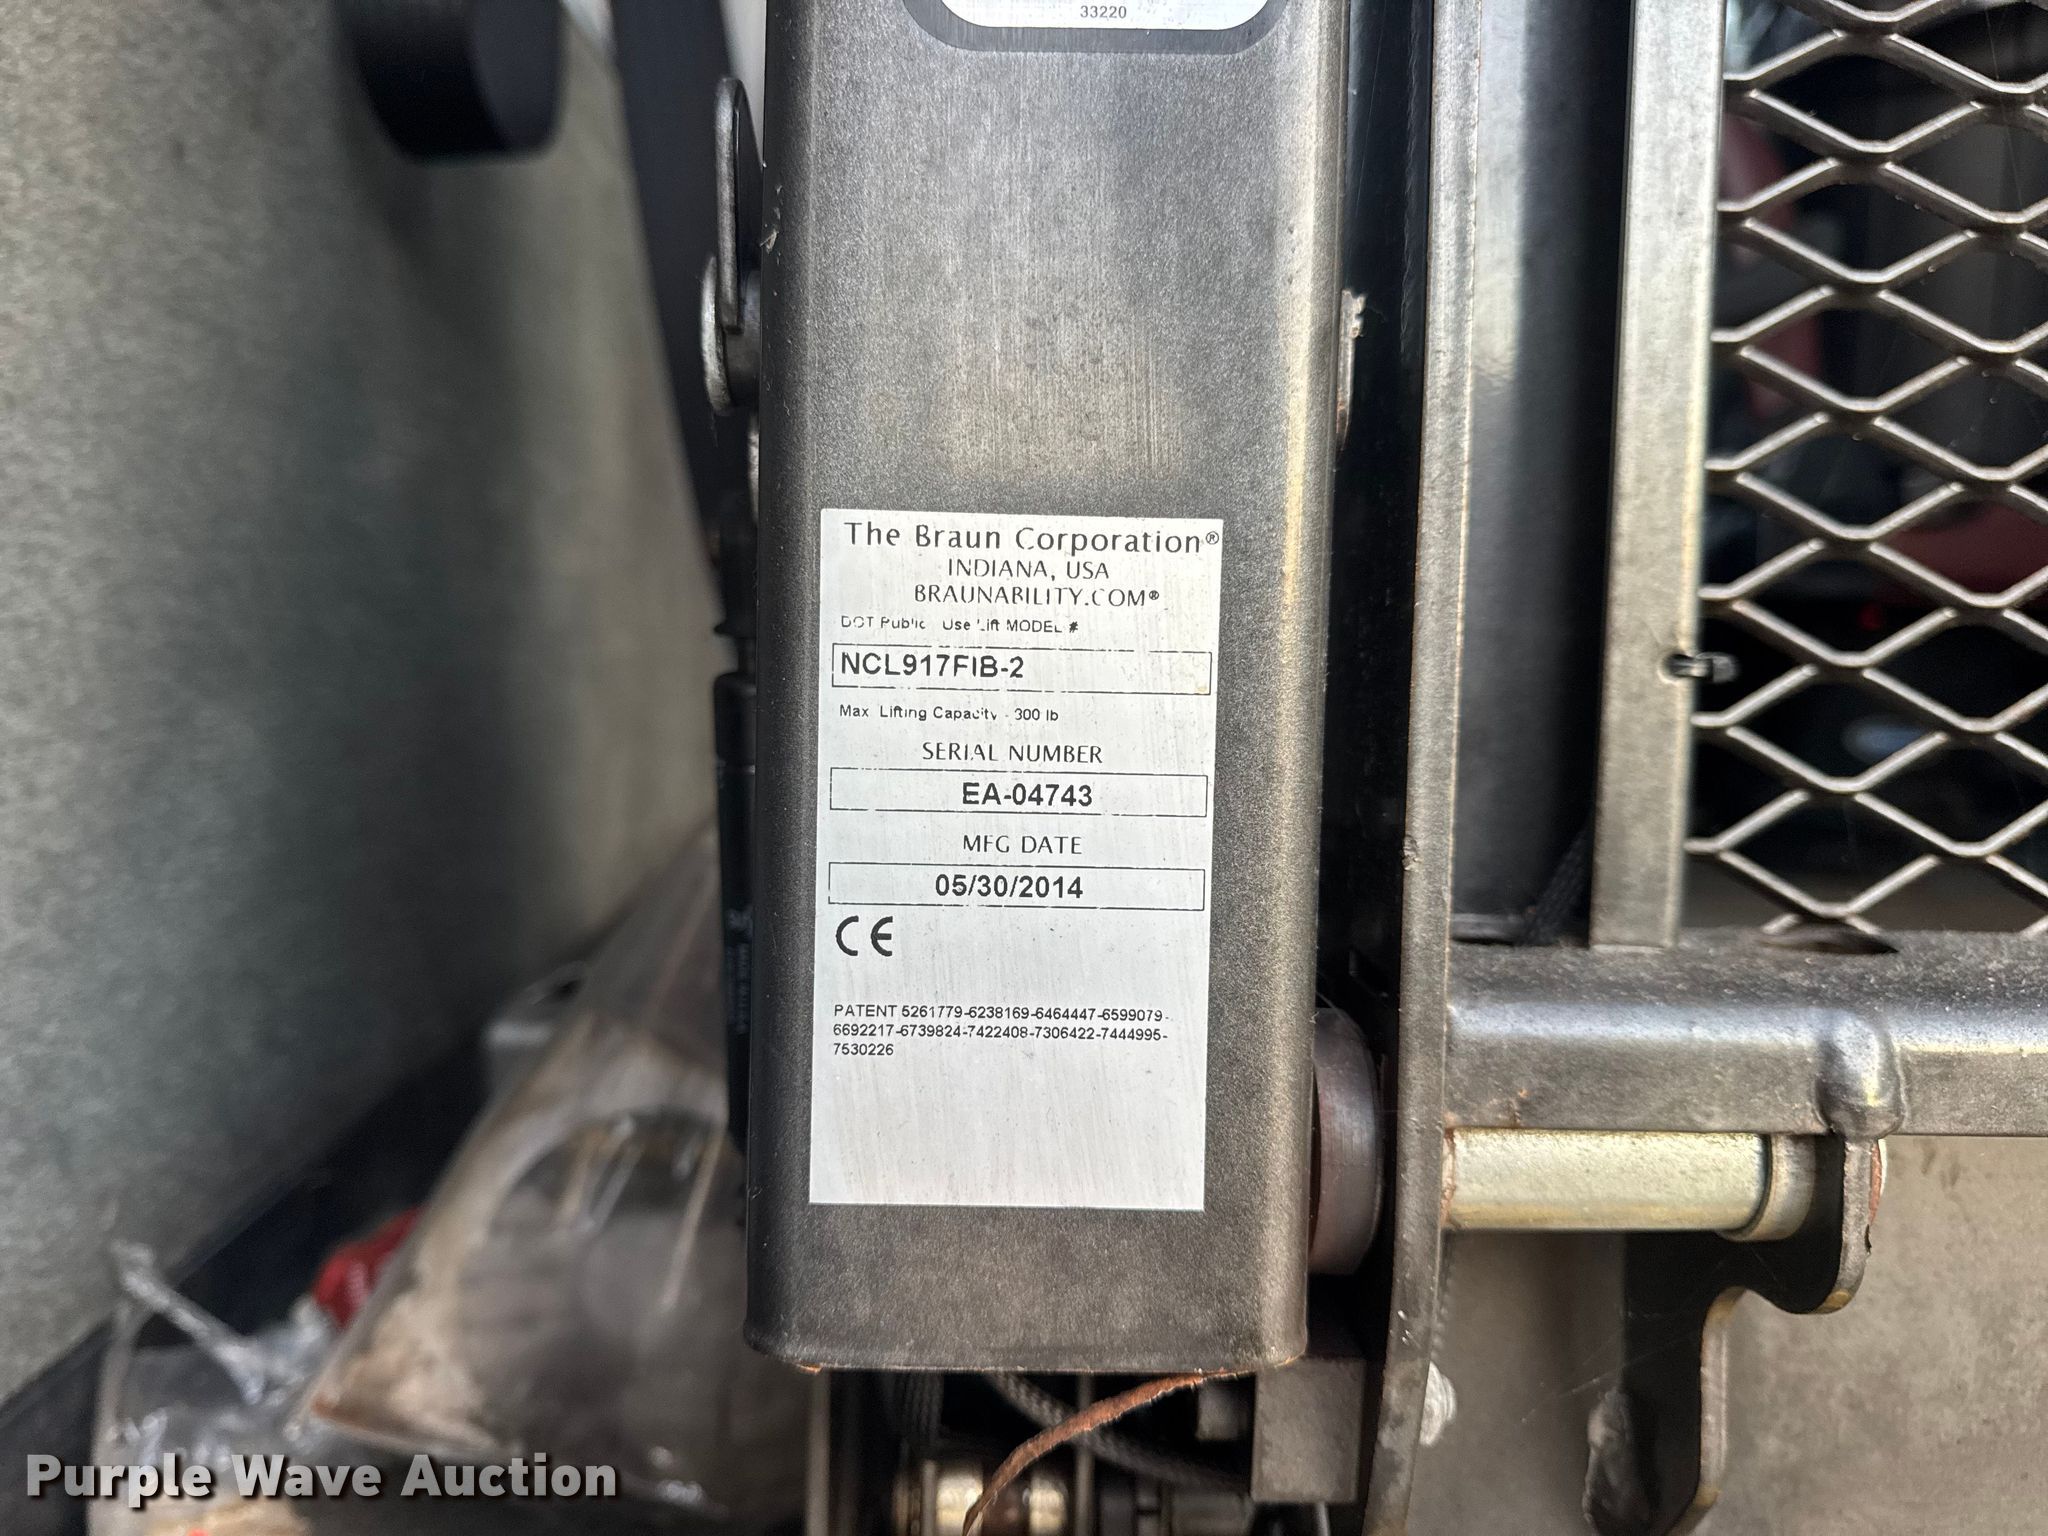 33220
The Braun Corporation®
INDIANA, USA
BRAUNABILITY.COM®
DOT Public Use Lift MODEL #
NCL917FIB-2
Max Lifting Capacity - 300 lb
SERIAL NUMBER
EA-04743
MFG DATE
05/30/2014
CE
PATENT 5261779-6238169-6464447-6599079-
6692217-6739824-7422408-7306422-7444995-
7530226
Purple Wave Auction